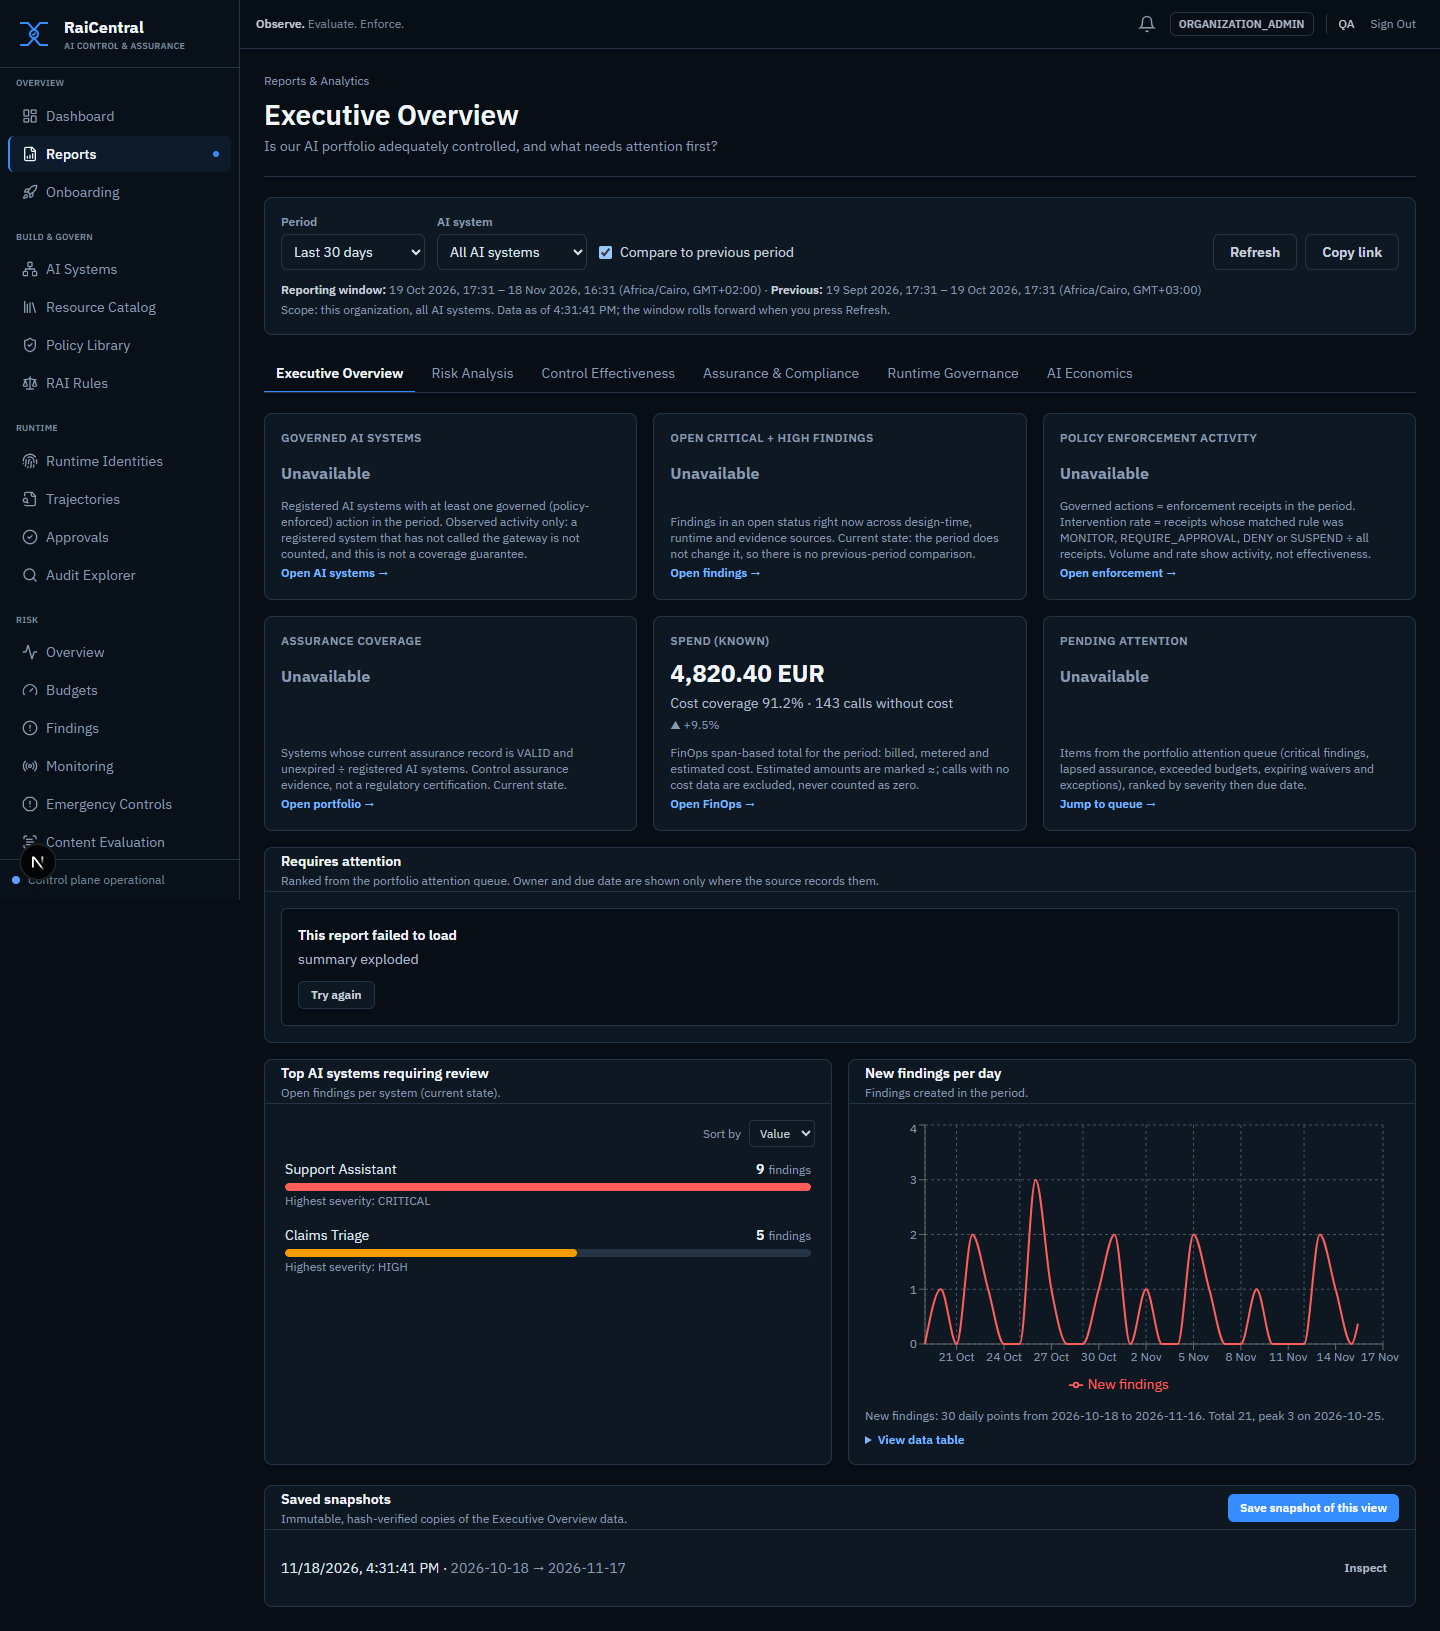 RaiCentral
AI CONTROL & ASSURANCE
OVERVIEW
Dashboard
Reports
Onboarding
BUILD & GOVERN
AI Systems
Resource Catalog
Policy Library
RAI Rules
RUNTIME
Runtime Identities
Trajectories
Approvals
Audit Explorer
RISK
Overview
Budgets
Findings
Monitoring
Emergency Controls
Content Evaluation
N
Control plane operational
Observe. Evaluate. Enforce.
ORGANIZATION_ADMIN
QA
Sign Out
Reports & Analytics
Executive Overview
Is our AI portfolio adequately controlled, and what needs attention first?
Period
AI system
Last 30 days
All AI systems
Compare to previous period
Refresh
Copy link
Reporting window: 19 Oct 2026, 17:31 – 18 Nov 2026, 16:31 (Africa/Cairo, GMT+02:00) · Previous: 19 Sept 2026, 17:31 – 19 Oct 2026, 17:31 (Africa/Cairo, GMT+03:00)
Scope: this organization, all AI systems. Data as of 4:31:41 PM; the window rolls forward when you press Refresh.
Executive Overview
Risk Analysis
Control Effectiveness
Assurance & Compliance
Runtime Governance
AI Economics
GOVERNED AI SYSTEMS
Unavailable
Registered AI systems with at least one governed (policy-
enforced) action in the period. Observed activity only: a
registered system that has not called the gateway is not
counted, and this is not a coverage guarantee.
Open AI systems →
OPEN CRITICAL + HIGH FINDINGS
Unavailable
Findings in an open status right now across design-time,
runtime and evidence sources. Current state: the period does
not change it, so there is no previous-period comparison.
Open findings →
POLICY ENFORCEMENT ACTIVITY
Unavailable
Governed actions = enforcement receipts in the period.
Intervention rate = receipts whose matched rule was
MONITOR, REQUIRE_APPROVAL, DENY or SUSPEND ÷ all
receipts. Volume and rate show activity, not effectiveness.
Open enforcement →
ASSURANCE COVERAGE
Unavailable
Systems whose current assurance record is VALID and
unexpired ÷ registered AI systems. Control assurance
evidence, not a regulatory certification. Current state.
Open portfolio →
SPEND (KNOWN)
4,820.40 EUR
Cost coverage 91.2% · 143 calls without cost
▲ +9.5%
FinOps span-based total for the period: billed, metered and
estimated cost. Estimated amounts are marked ≈; calls with no
cost data are excluded, never counted as zero.
Open FinOps →
PENDING ATTENTION
Unavailable
Items from the portfolio attention queue (critical findings,
lapsed assurance, exceeded budgets, expiring waivers and
exceptions), ranked by severity then due date.
Jump to queue →
Requires attention
Ranked from the portfolio attention queue. Owner and due date are shown only where the source records them.
This report failed to load
summary exploded
Try again
Top AI systems requiring review
Open findings per system (current state).
Sort by
Value
Support Assistant
9 findings
Highest severity: CRITICAL
Claims Triage
5 findings
Highest severity: HIGH
New findings per day
Findings created in the period.
4
3
2
1
0
21 Oct 24 Oct 27 Oct 30 Oct 2 Nov 5 Nov 8 Nov 11 Nov 14 Nov 17 Nov
New findings
New findings: 30 daily points from 2026-10-18 to 2026-11-16. Total 21, peak 3 on 2026-10-25.
View data table
Saved snapshots
Immutable, hash-verified copies of the Executive Overview data.
Save snapshot of this view
11/18/2026, 4:31:41 PM · 2026-10-18 → 2026-11-17
Inspect